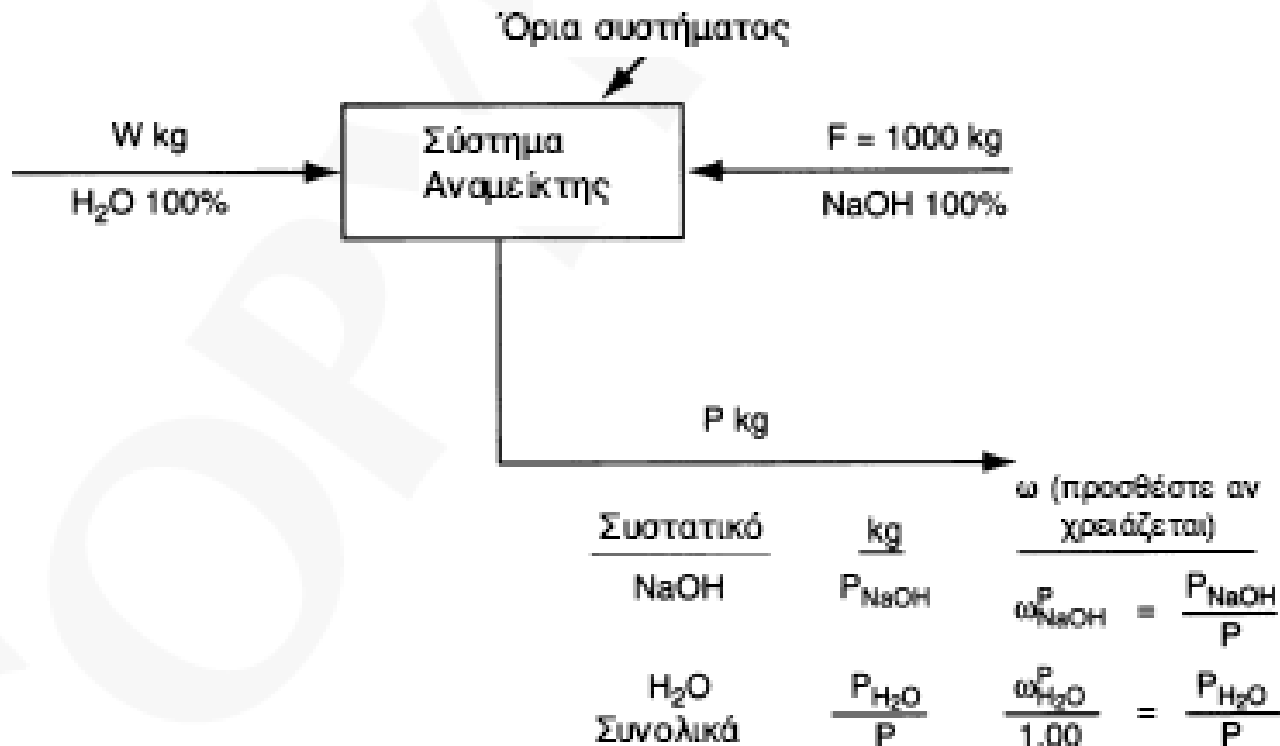 Όρια συστήματος
W kg
H₂O 100%
Σύστημα
Αναμείκτης
F = 1000 kg
NaOH 100%
P kg
Συστατικό kg ω (προσθέστε αν χρειάζεται)
NaOH P_NaOH ω^P_NaOH = P_NaOH / P
H₂O P_H₂O ω^P_H₂O = P_H₂O / P
Συνολικά P 1.00